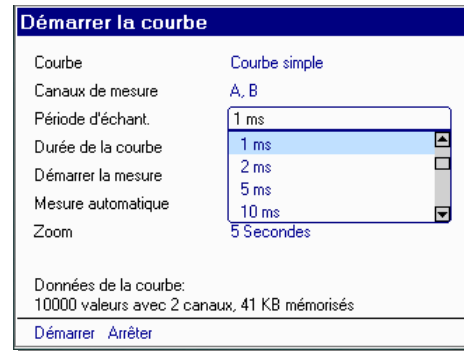 Démarrer la courbe
Courbe Courbe simple
Canaux de mesure A, B
Période d'échant. 1 ms
Durée de la courbe 1 ms
Démarrer la mesure 2 ms
5 ms
Mesure automatique 10 ms
Zoom 5 Secondes
Données de la courbe:
10000 valeurs avec 2 canaux, 41 KB mémorisés
Démarrer Arrêter